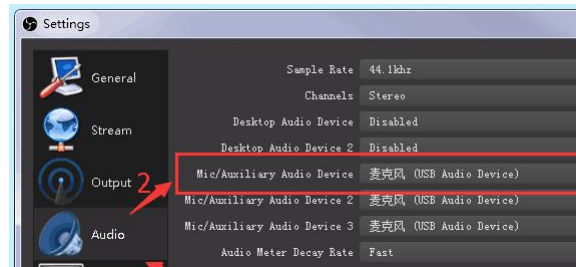 Settings
General
Stream
Output
Audio
2
Sample Rate 44.1khz
Channels Stereo
Desktop Audio Device Disabled
Desktop Audio Device 2 Disabled
Mic/Auxiliary Audio Device 麦克风 (USB Audio Device)
Mic/Auxiliary Audio Device 2 麦克风 (USB Audio Device)
Mic/Auxiliary Audio Device 3 麦克风 (USB Audio Device)
Audio Meter Decay Rate Fast